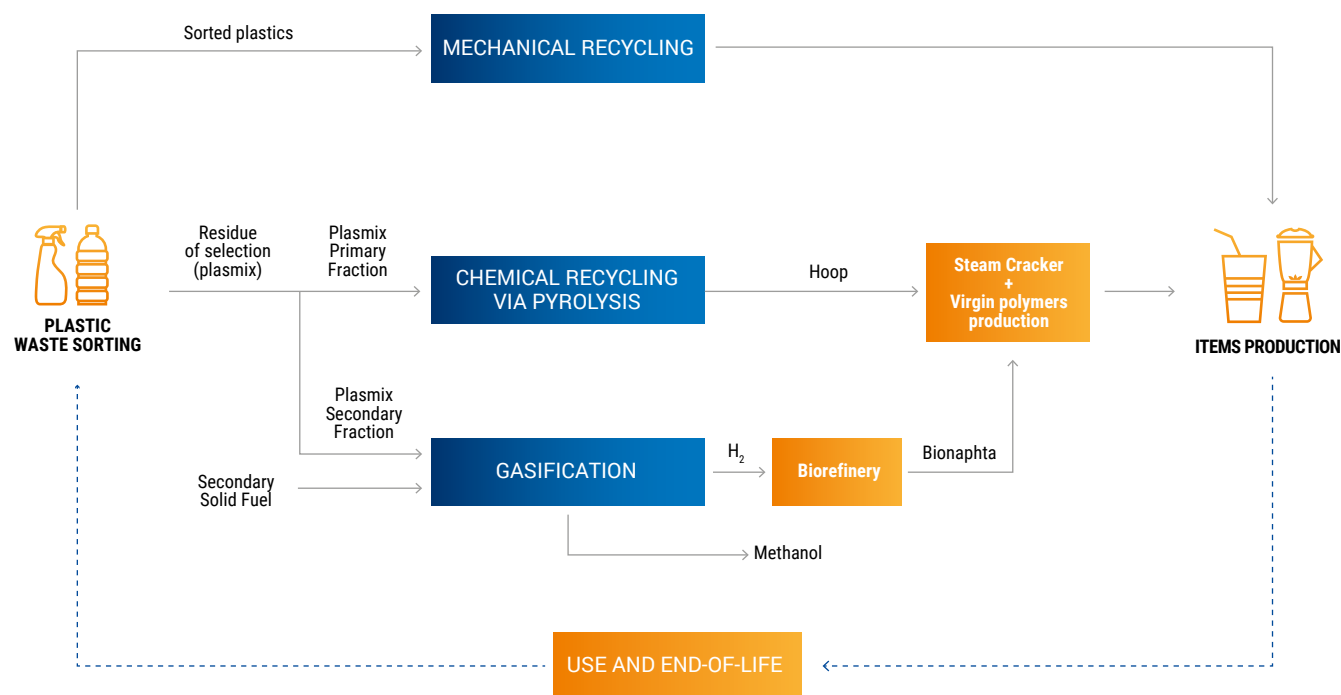 Sorted plastics
MECHANICAL RECYCLING
Residue
of selection
(plasmix)
Plasmix
Primary
Fraction
CHEMICAL RECYCLING
VIA PYROLYSIS
Hoop
Steam Cracker
+
Virgin polymers
production
PLASTIC
WASTE SORTING
ITEMS PRODUCTION
Plasmix
Secondary
Fraction
Secondary
Solid Fuel
GASIFICATION
H₂
Biorefinery
Bionaphta
Methanol
USE AND END-OF-LIFE